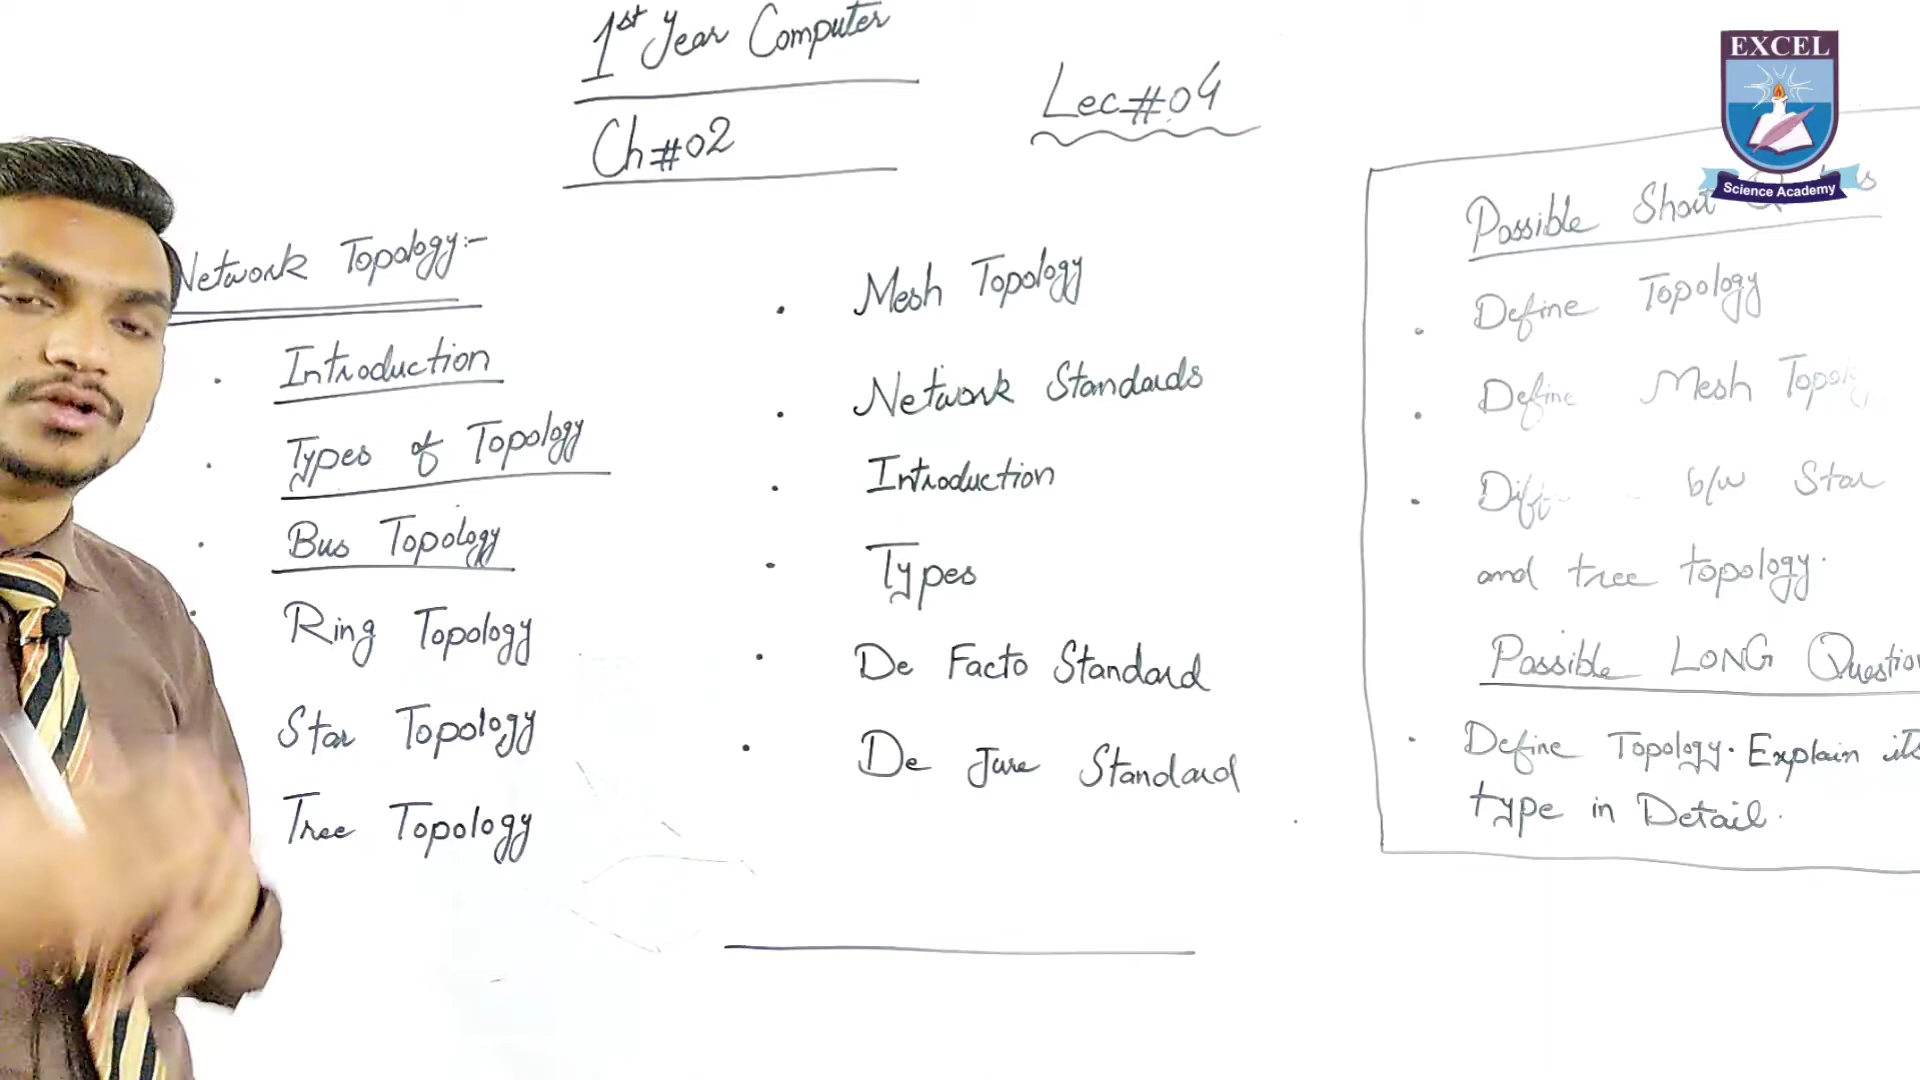 1st Year Computer
Ch#02
Lec#04
EXCEL
Science Academy
Network Topology:-
. Introduction
. Types of Topology
. Bus Topology
. Ring Topology
Star Topology
Tree Topology
. Mesh Topology
. Network Standards
. Introduction
. Types
. De Facto Standard
. De Jure Standard
Possible Short
. Define Topology
. Define Mesh
. b/w Star
and tree topology.
Possible LONG
. Define Topology. Explain its
type in Detail.